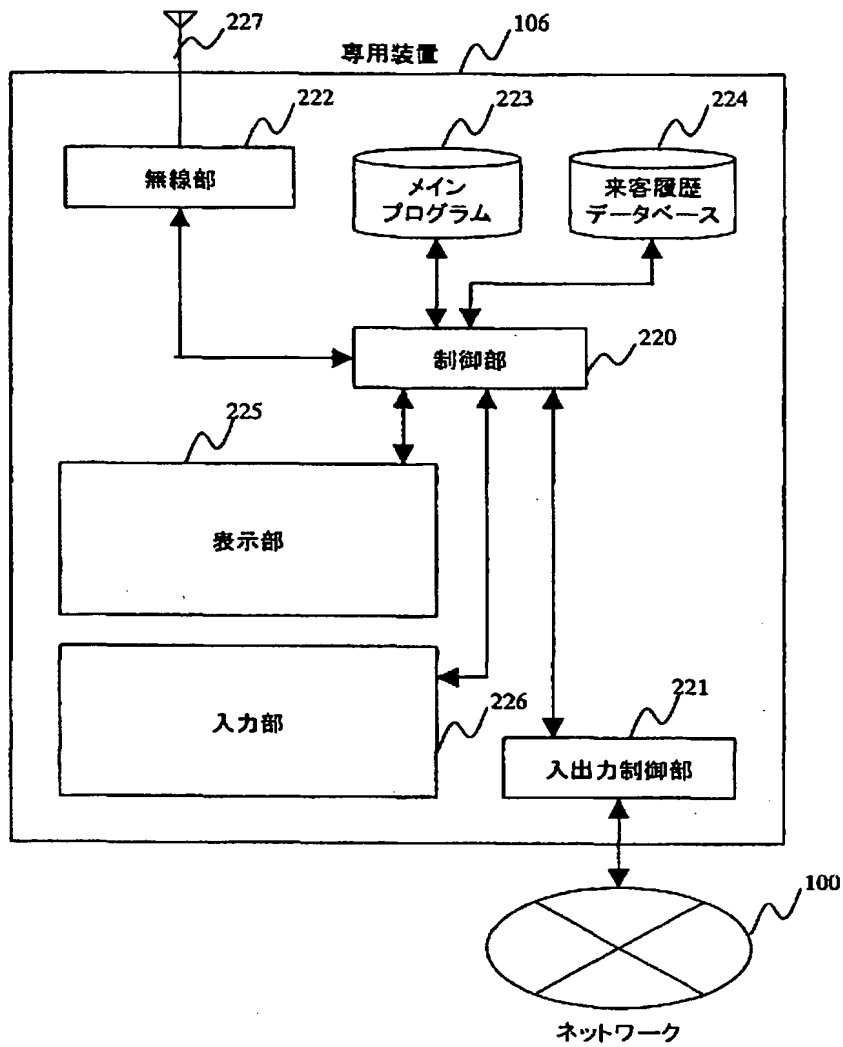 227
専用装置
106
222
無線部
223
メイン
プログラム
224
来客履歴
データベース
制御部
220
225
表示部
入力部
226
221
入出力制御部
100
ネットワーク